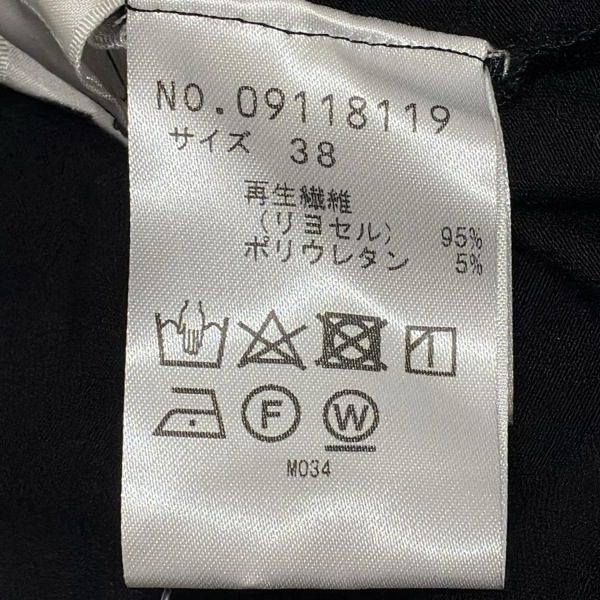 NO.09118119
サイズ 38
再生繊維
（リヨセル） 95%
ポリウレタン 5%
F W
M034